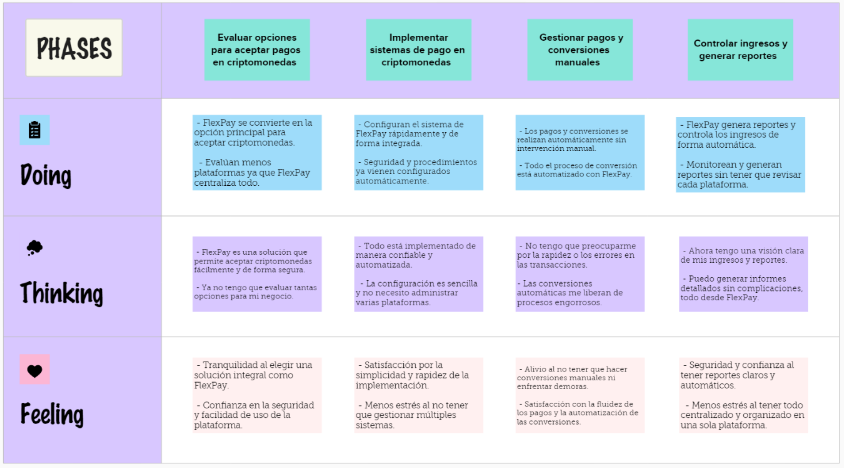 PHASES
Evaluar opciones
para aceptar pagos
en criptomonedas
Implementar
sistemas de pago en
criptomonedas
Gestionar pagos y
conversiones
manuales
Controlar ingresos y
generar reportes
Doing
- FlexPay se convierte en la
opción principal para
aceptar criptomonedas.
- Evalúan menos
plataformas ya que FlexPay
centraliza todo.
- Configuran el sistema de
FlexPay rápidamente y de
forma integrada.
- Seguridad y procedimientos
ya vienen configurados
automáticamente.
- Los pagos y conversiones se
realizan automáticamente sin
intervención manual.
- Todo el proceso de conversión
está automatizado con FlexPay.
- FlexPay genera reportes y
controla los ingresos de
forma automática.
- Monitorean y generan
reportes sin tener que revisar
cada plataforma.
Thinking
- FlexPay es una solución que
permite aceptar criptomonedas
fácilmente y de forma segura.
- Ya no tengo que evaluar tantas
opciones para mi negocio.
- Todo está implementado de
manera confiable y
automatizada.
- La configuración es sencilla
y no necesito administrar
varias plataformas.
- No tengo que preocuparme
por la rapidez o los errores en
las transacciones.
- Las conversiones
automáticas me liberan de
procesos engorrosos.
- Ahora tengo una visión clara
de mis ingresos y reportes.
- Puedo generar informes
detallados sin complicaciones,
todo desde FlexPay.
Feeling
- Tranquilidad al elegir una
solución integral como
FlexPay.
- Confianza en la seguridad
y facilidad de uso de la
plataforma.
- Satisfacción por la
simplicidad y rapidez de la
implementación.
- Menos estrés al no tener
que gestionar múltiples
sistemas.
- Alivio al no tener que hacer
conversiones manuales ni
enfrentar demoras.
- Satisfacción con la fluidez de
los pagos y la automatización de
las conversiones.
- Seguridad y confianza al
tener reportes claros y
automáticos.
- Menos estrés al tener todo
centralizado y organizado en
una sola plataforma.